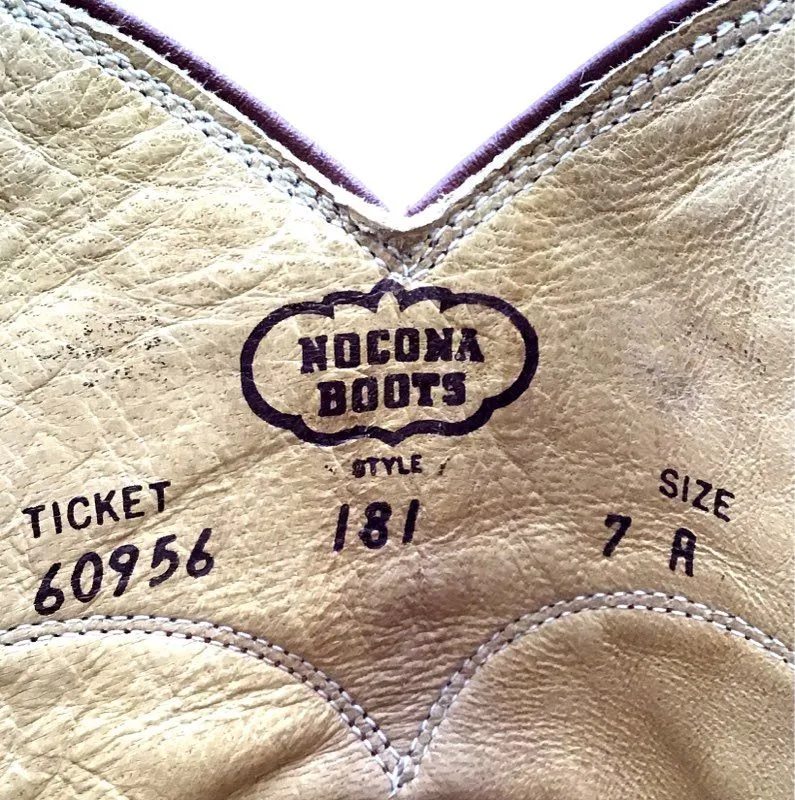 NOCONA
BOOTS
STYLE
181
TICKET
60956
SIZE
7 A